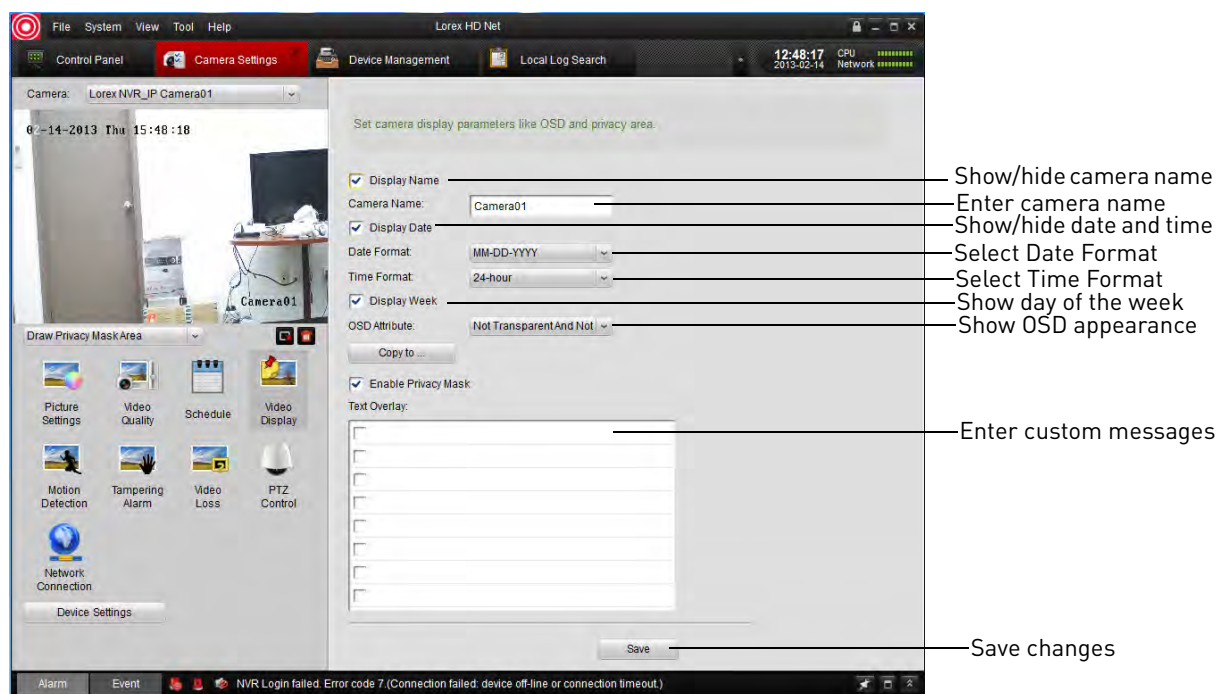 File System View Tool Help
Lorex HD Net
Control Panel
Camera Settings
Device Management
Local Log Search
12:48:17
2013-02-14
CPU
Network
Camera: Lorex NVR_IP Camera01
02-14-2013 Thu 15:48:18
Camera01
Draw Privacy Mask Area
Picture Settings
Video Quality
Schedule
Video Display
Motion Detection
Tampering Alarm
Video Loss
PTZ Control
Network Connection
Device Settings
Set camera display parameters like OSD and privacy area.
Display Name
Show/hide camera name
Camera Name: Camera01
Enter camera name
Display Date
Show/hide date and time
Date Format: MM-DD-YYYY
Select Date Format
Time Format: 24-hour
Select Time Format
Display Week
Show day of the week
OSD Attribute: Not Transparent And Not
Show OSD appearance
Copy to ...
Enable Privacy Mask
Text Overlay:
Enter custom messages
Save
Save changes
Alarm
Event
NVR Login failed. Error code 7.(Connection failed: device off-line or connection timeout.)